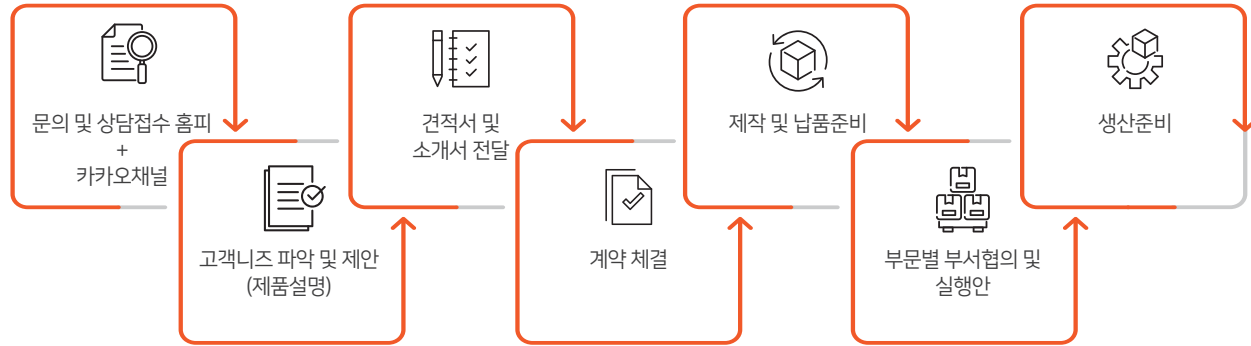 문의 및 상담접수 홈피
+
카카오채널
고객니즈 파악 및 제안
(제품설명)
견적서 및
소개서 전달
계약 체결
제작 및 납품준비
부문별 부서협의 및
실행안
생산준비